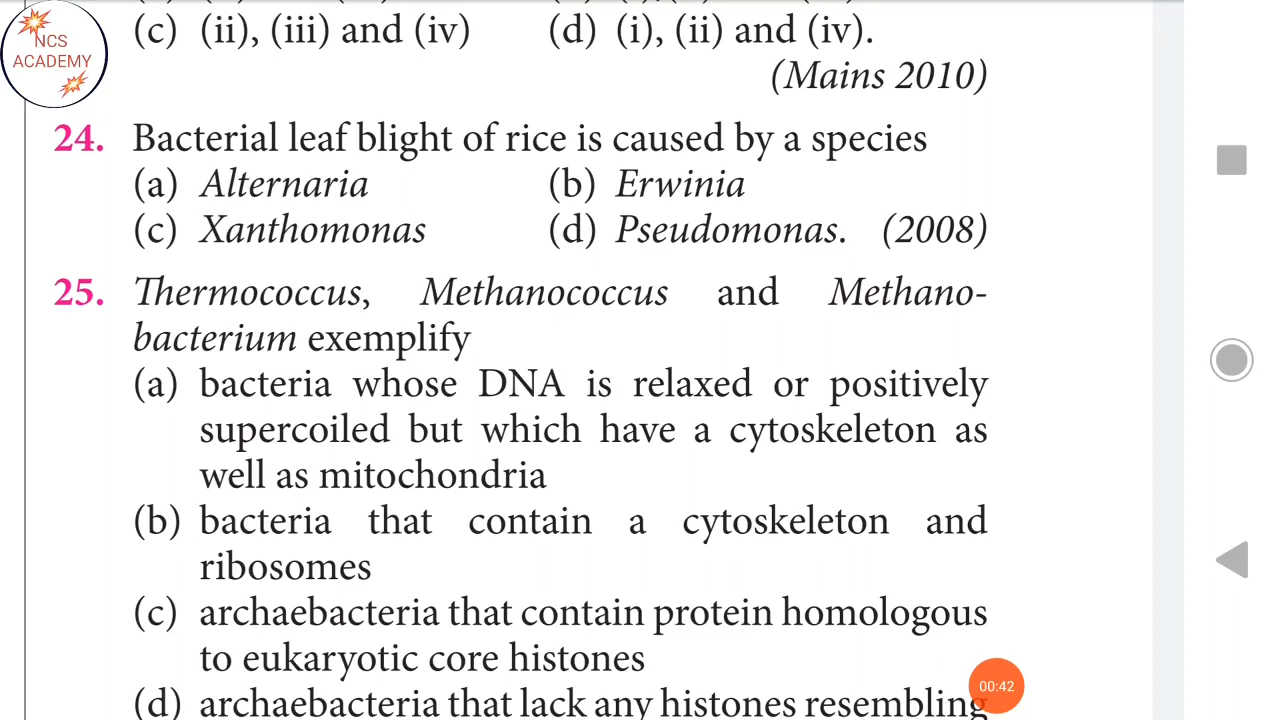 (c) (ii), (iii) and (iv) (d) (i), (ii) and (iv).
NCS
ACADEMY
(Mains 2010)
24. Bacterial leaf blight of rice is caused by a species
(a) Alternaria (b) Erwinia
(c) Xanthomonas (d) Pseudomonas. (2008)
25. Thermococcus, Methanococcus and Methano-
bacterium exemplify
(a) bacteria whose DNA is relaxed or positively
supercoiled but which have a cytoskeleton as
well as mitochondria
(b) bacteria that contain a cytoskeleton and
ribosomes
(c) archaebacteria that contain protein homologous
to eukaryotic core histones
(d) archaebacteria that lack any histones resembling
00:42